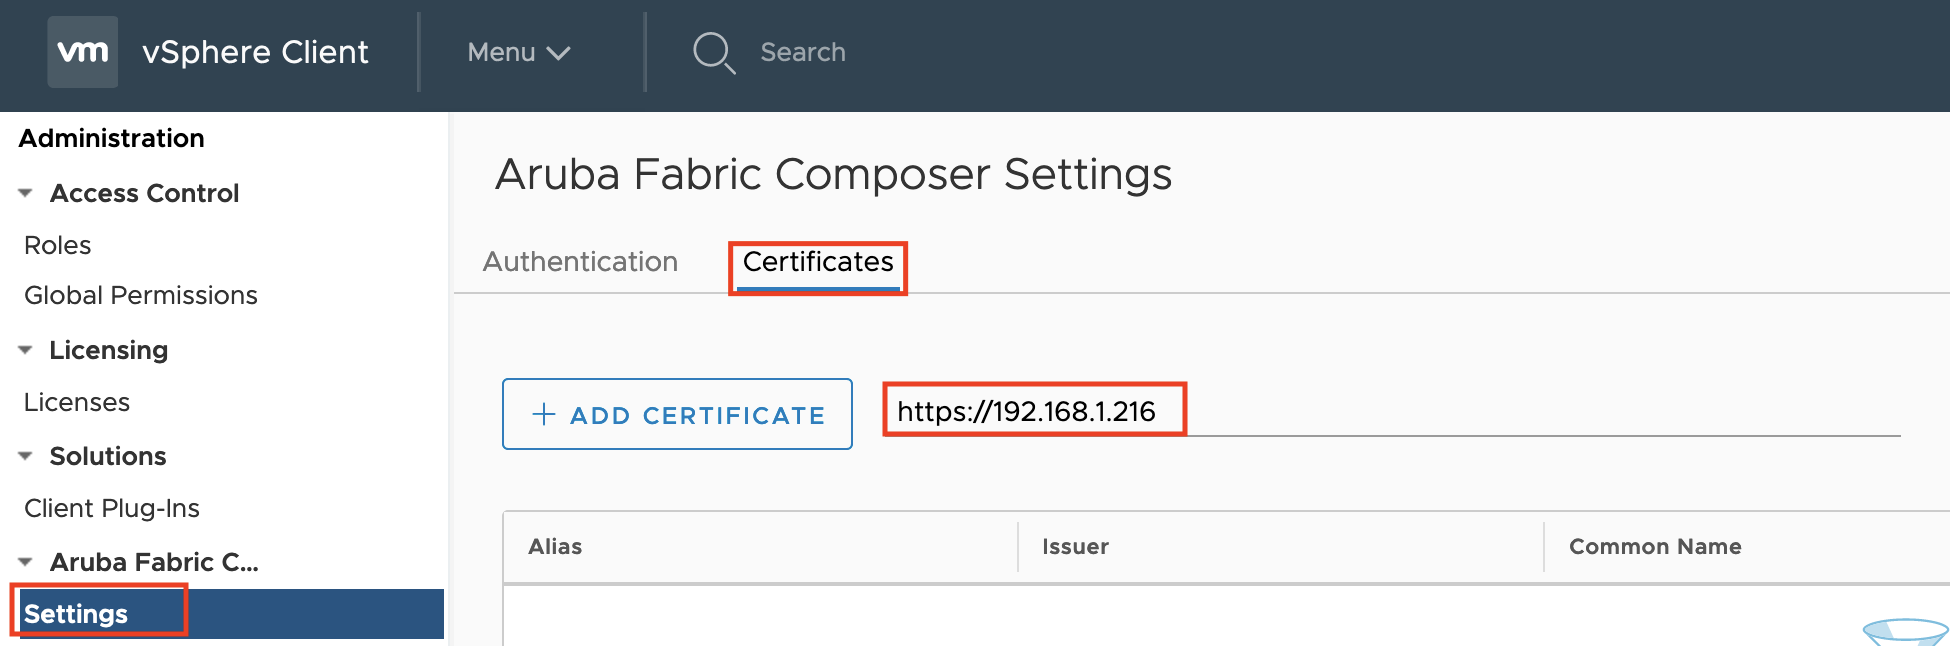 vm vSphere Client Menu Search
Administration
Access Control
Roles
Global Permissions
Licensing
Licenses
Solutions
Client Plug-Ins
Aruba Fabric C...
Settings
Aruba Fabric Composer Settings
Authentication Certificates
+ ADD CERTIFICATE https://192.168.1.216
Alias Issuer Common Name